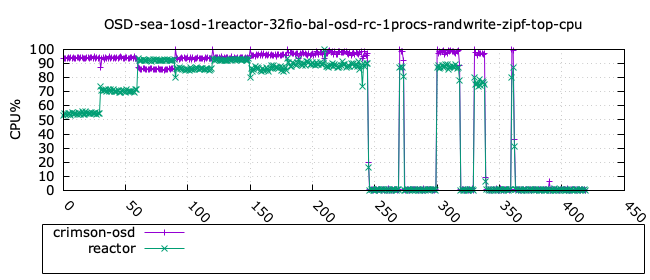 OSD-sea-1osd-1reactor-32fio-bal-osd-rc-1procs-randwrite-zipf-top-cpu
100
90
80
70
60
50
40
30
20
10
0
CPU%
0 50 100 150 200 250 300 350 400 450
crimson-osd
reactor